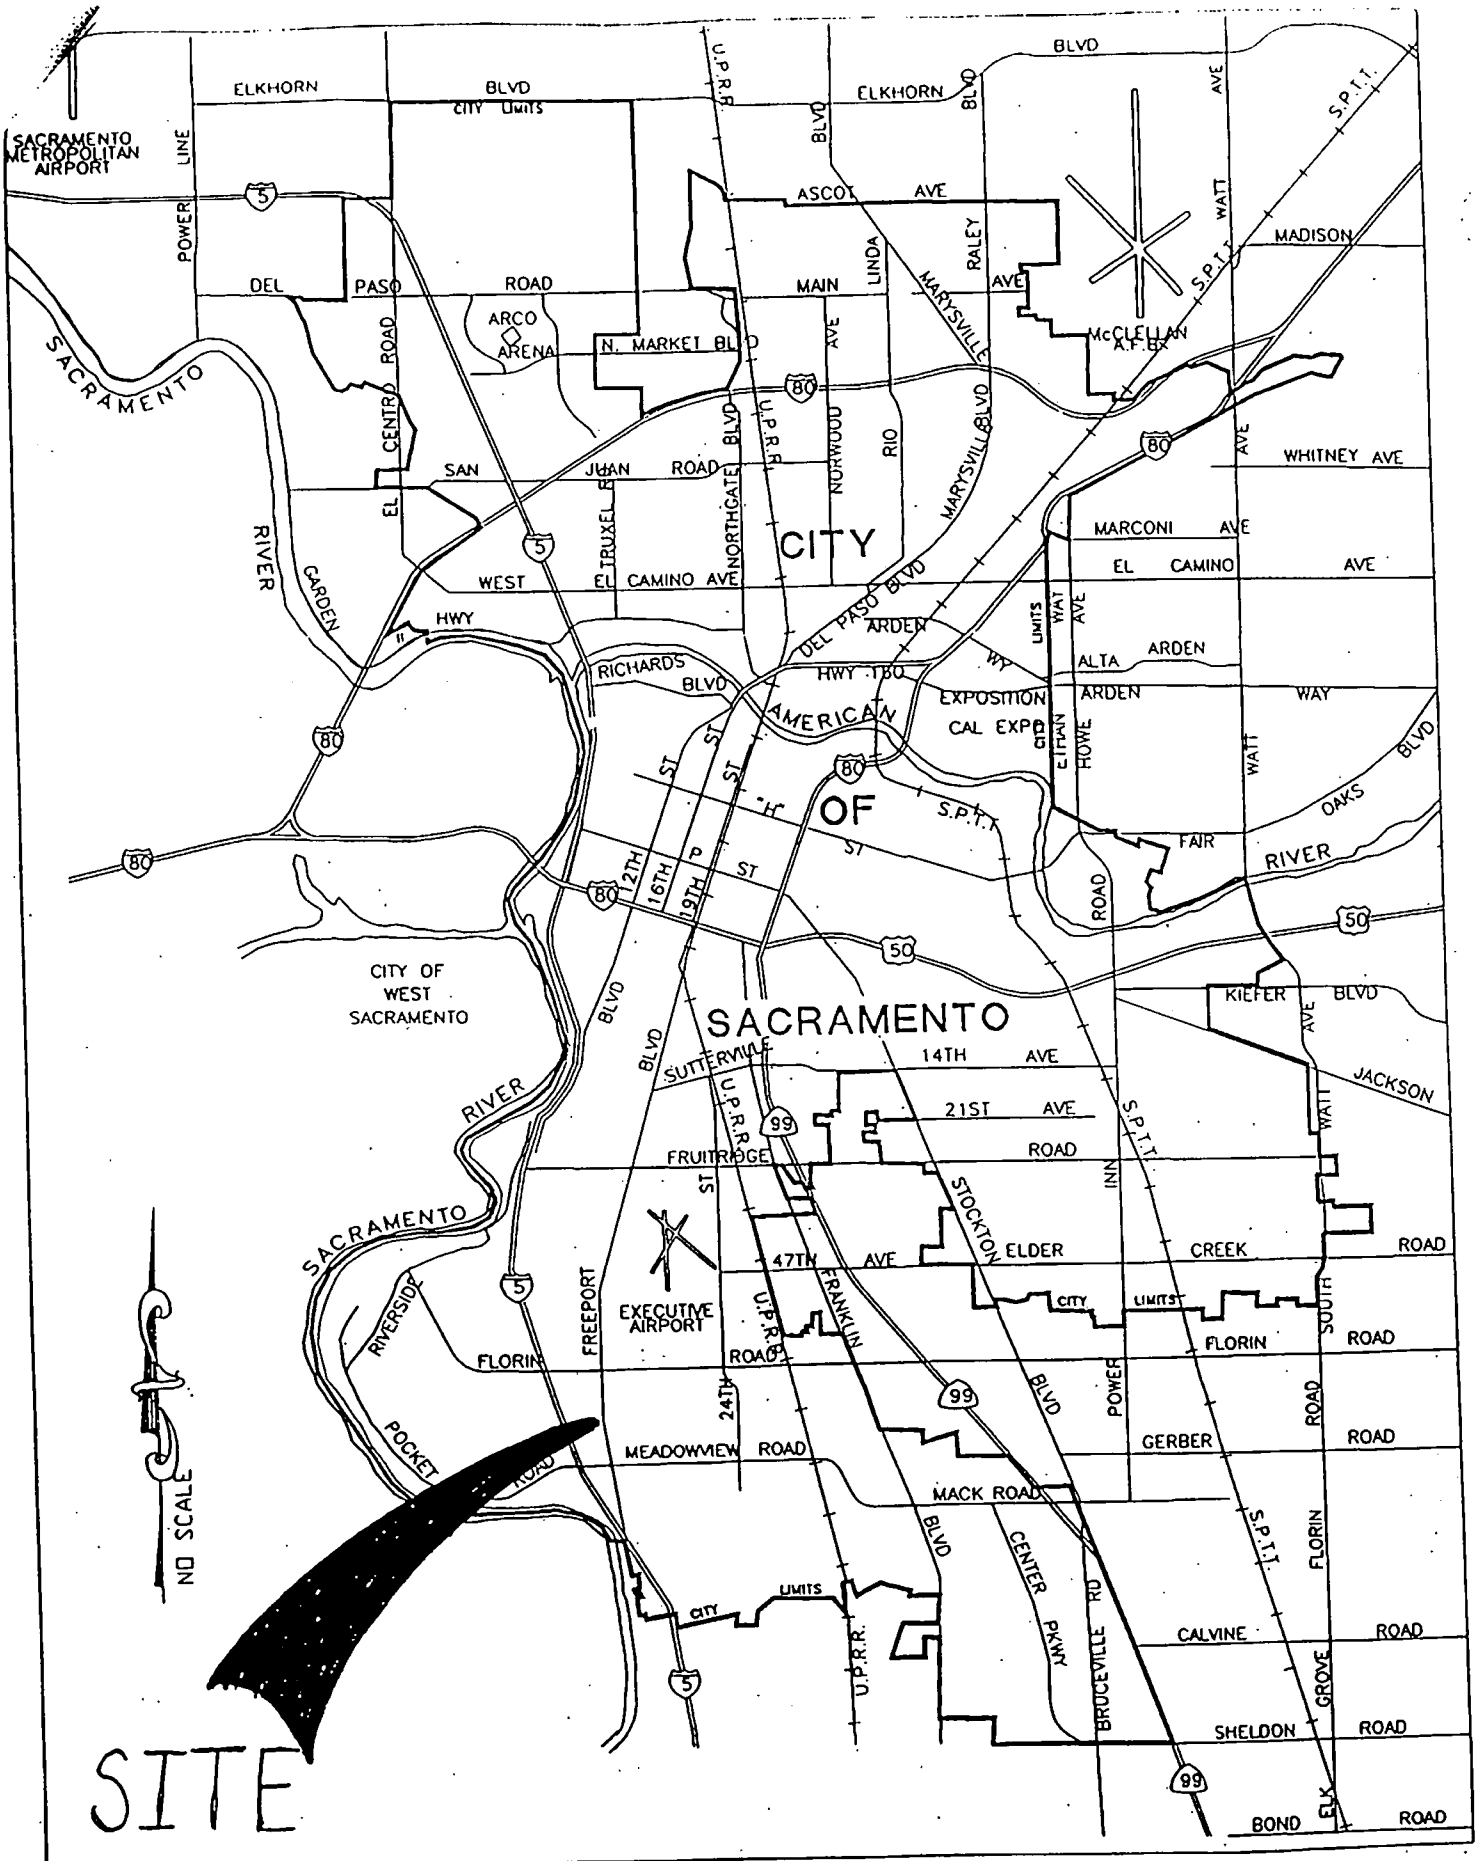 BLVD
ELKHORN
BLVD
CITY LIMITS
U.P.R.R
ELKHORN
BLVD
BLVD
AVE
S.P.T.T.
SACRAMENTO
METROPOLITAN
AIRPORT
POWER LINE
5
ASCOT AVE
WATT
MADISON
DEL PASO ROAD
MAIN AVE
LINDA
RALEY
MARYSVILLE
S.P.T.T.
ARCO
ARENA
N. MARKET BLVD
McCLELLAN
A.F.B.
SACRAMENTO
80
EL CENTRO ROAD
NORTHGATE BLVD
U.P.R.R
NORWOOD AVE
RIO
MARYSVILLE BLVD
80
AVE
WHITNEY AVE
SAN JUAN ROAD
TRUXEL
RIVER
5
CITY
MARCONI AVE
WEST EL CAMINO AVE
EL CAMINO AVE
GARDEN
HWY
DEL PASO BLVD
ARDEN
LIMITS
WAT AVE
WY
ALTA ARDEN
RICHARDS
BLVD
HWY 160
EXPOSITION
ARDEN WAY
AMERICAN
CAL EXPO
ETHAN
HOWE
WATT
BLVD
80
ST
ST
ST
80
"H"
ST
OF
S.P.T.T
OAKS
FAIR
RIVER
80
P ST
12TH
16TH
19TH
80
ROAD
50
50
CITY OF
WEST
SACRAMENTO
BLVD
BLVD
SACRAMENTO
KIEFER BLVD
AVE
SUTTERVILLE
14TH AVE
JACKSON
RIVER
U.P.R.R.
99
21ST AVE
S.P.T.T.
WATT
FRUITRIDGE
ROAD
ST
INN
STOCKTON
SACRAMENTO
47TH AVE
ELDER CREEK ROAD
5
RIVERSIDE
FREEPORT
EXECUTIVE
AIRPORT
U.P.R.R
FRANKLIN
CITY LIMITS
SOUTH
FLORIN
ROAD
FLORIN ROAD
24TH
99
BLVD
POWER
ROAD
POCKET
ROAD
MEADOWVIEW ROAD
GERBER ROAD
MACK ROAD
NO SCALE
BLVD
CENTER
PKWY
S.P.T.T.
FLORIN
CITY
LIMITS
BRUCEVILLE RD
CALVINE ROAD
U.P.R.R.
5
GROVE
SHELDON ROAD
SITE
99
ELK
BOND ROAD